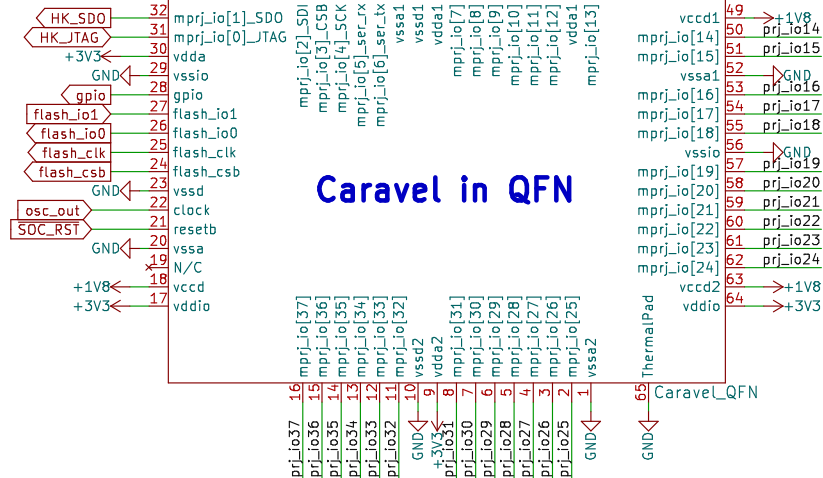 HK_SDO 32 mprj_io[1]_SDO
HK_JTAG 31 mprj_io[0]_JTAG
+3V3 30 vdda
GND 29 vssio
gpio 28 gpio
flash_io1 27 flash_io1
flash_io0 26 flash_io0
flash_clk 25 flash_clk
flash_csb 24 flash_csb
GND 23 vssd
osc_out 22 clock
SOC_RST 21 resetb
GND 20 vssa
19 N/C
+1V8 18 vccd
+3V3 17 vddio
mprj_io[2]_SDI
mprj_io[3]_CSB
mprj_io[4]_SCK
mprj_io[5]_ser_rx
mprj_io[6]_ser_tx
vssa1
vssd1
vdda1
mprj_io[7]
mprj_io[8]
mprj_io[9]
mprj_io[10]
mprj_io[11]
mprj_io[12]
vdda1
mprj_io[13]
Caravel in QFN
vccd1 49 +1V8
mprj_io[14] 50 prj_io14
mprj_io[15] 51 prj_io15
vssa1 52 GND
mprj_io[16] 53 prj_io16
mprj_io[17] 54 prj_io17
mprj_io[18] 55 prj_io18
vssio 56 GND
mprj_io[19] 57 prj_io19
mprj_io[20] 58 prj_io20
mprj_io[21] 59 prj_io21
mprj_io[22] 60 prj_io22
mprj_io[23] 61 prj_io23
mprj_io[24] 62 prj_io24
vccd2 63 +1V8
vddio 64 +3V3
mprj_io[37] 16 prj_io37
mprj_io[36] 15 prj_io36
mprj_io[35] 14 prj_io35
mprj_io[34] 13 prj_io34
mprj_io[33] 12 prj_io33
mprj_io[32] 11 prj_io32
vssd2 10 GND
vdda2 9 +3V3
mprj_io[31] 8 prj_io31
mprj_io[30] 7 prj_io30
mprj_io[29] 6 prj_io29
mprj_io[28] 5 prj_io28
mprj_io[27] 4 prj_io27
mprj_io[26] 3 prj_io26
mprj_io[25] 2 prj_io25
vssa2 1 GND
ThermalPad 65 GND
Caravel_QFN